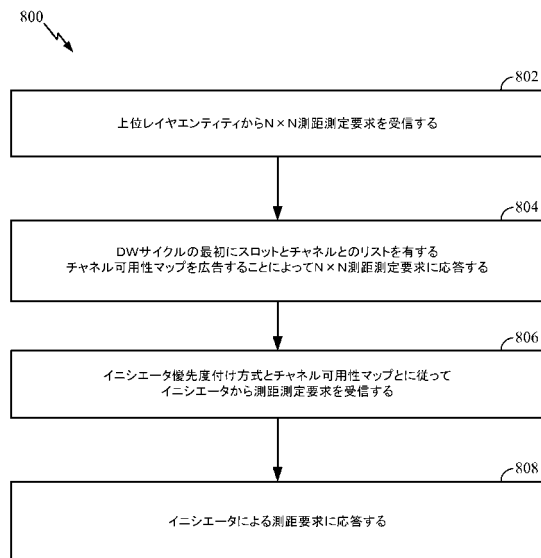 800
802
上位レイヤエンティティからN×N測距測定要求を受信する
804
DWサイクルの最初にスロットとチャネルとのリストを有する
チャネル可用性マップを広告することによってN×N測距測定要求に応答する
806
イニシエータ優先度付け方式とチャネル可用性マップとに従って
イニシエータから測距測定要求を受信する
808
イニシエータによる測距要求に応答する